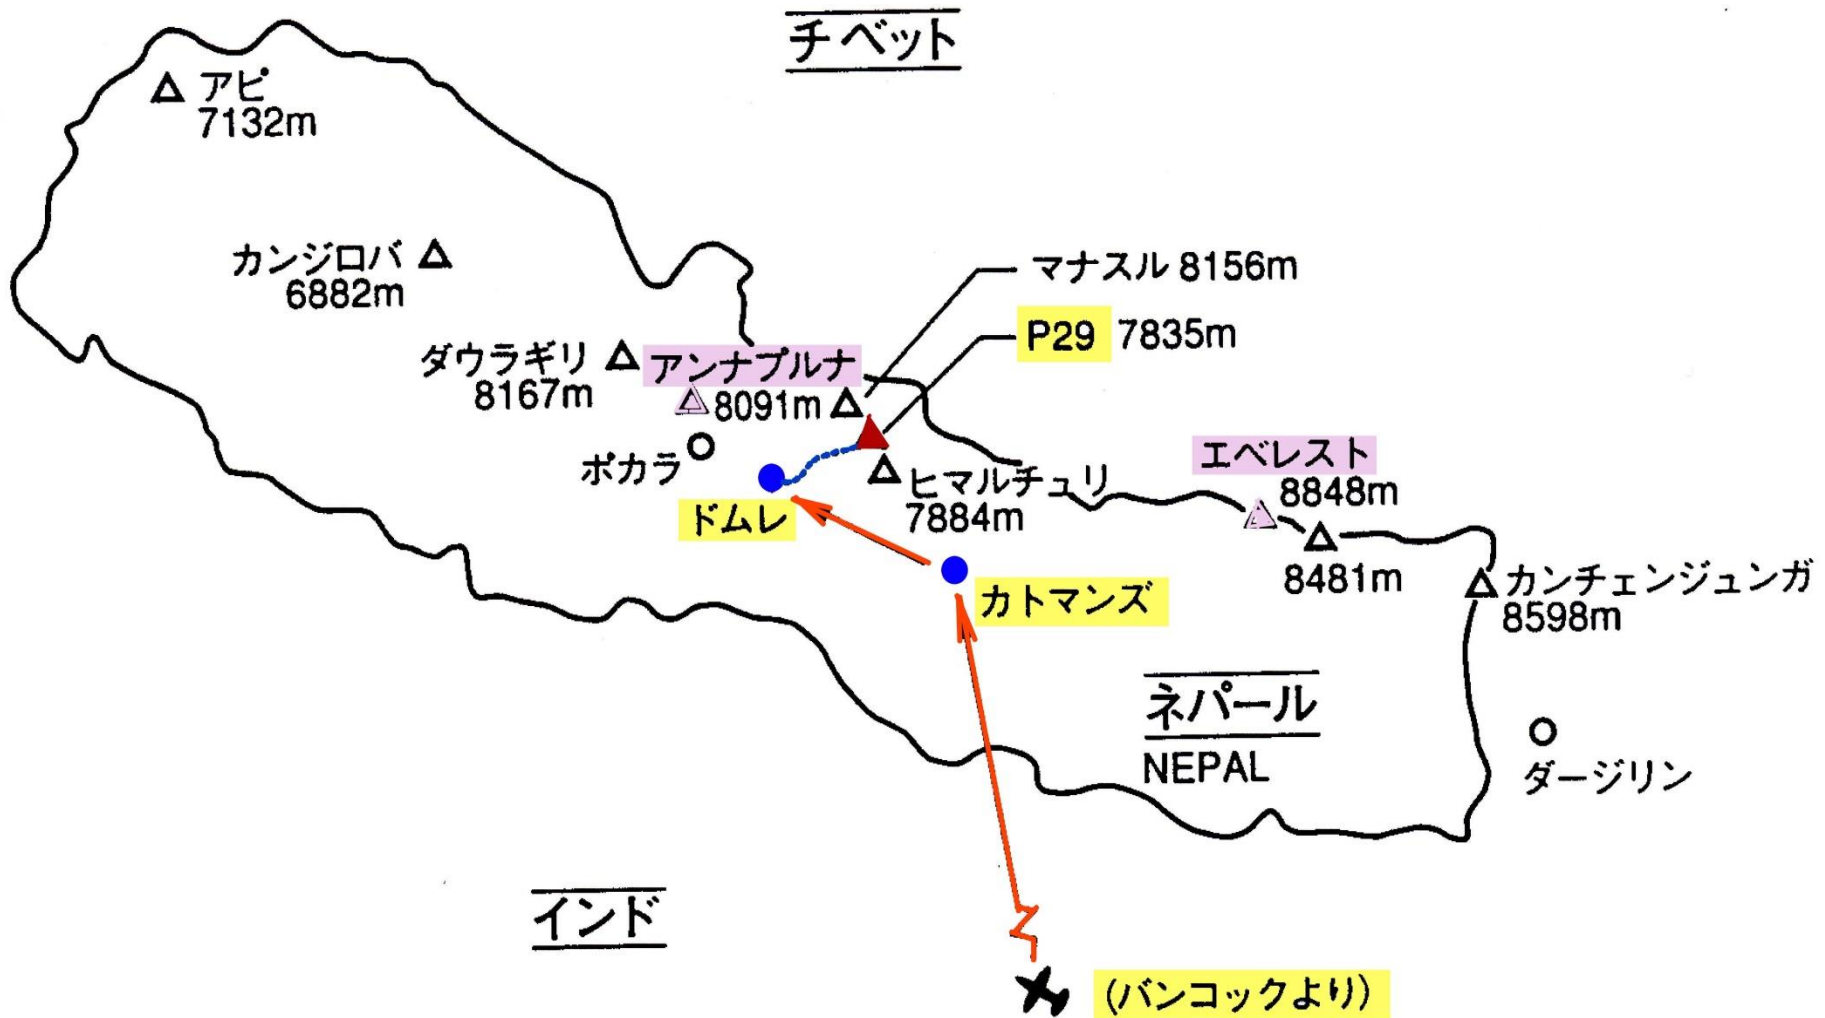 チベット
アピ
7132m
カンジロバ
6882m
マナスル 8156m
P29 7835m
ダウラギリ
8167m
アンナプルナ
8091m
ポカラ
ドムレ
ヒマルチュリ
7884m
エベレスト
8848m
8481m
カンチェンジュンガ
8598m
カトマンズ
ネパール
NEPAL
ダージリン
インド
(バンコックより)